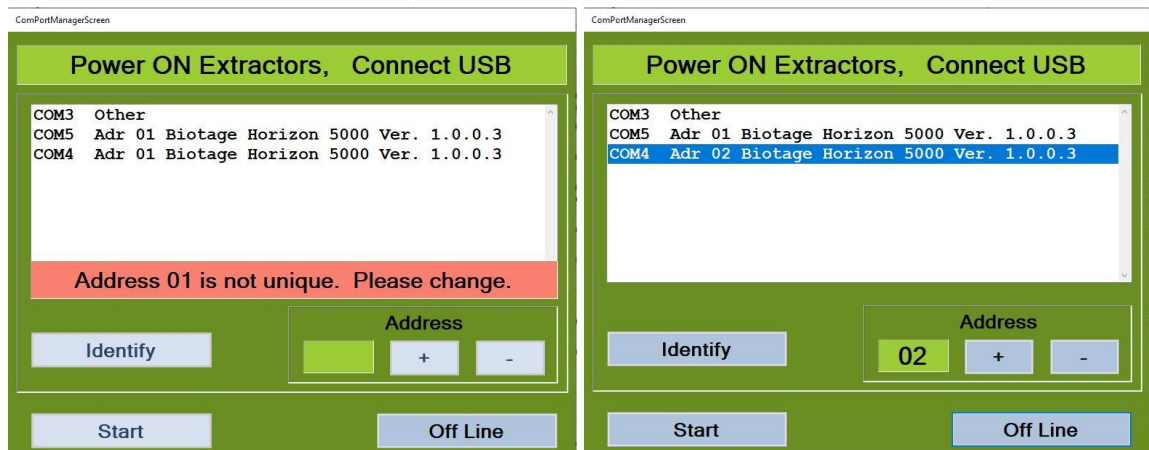 ComPortManagerScreen
Power ON Extractors, Connect USB
COM3 Other
COM5 Adr 01 Biotage Horizon 5000 Ver. 1.0.0.3
COM4 Adr 01 Biotage Horizon 5000 Ver. 1.0.0.3
Address 01 is not unique. Please change.
Address
Identify
+
-
Start
Off Line
ComPortManagerScreen
Power ON Extractors, Connect USB
COM3 Other
COM5 Adr 01 Biotage Horizon 5000 Ver. 1.0.0.3
COM4 Adr 02 Biotage Horizon 5000 Ver. 1.0.0.3
Address
Identify
02
+
-
Start
Off Line